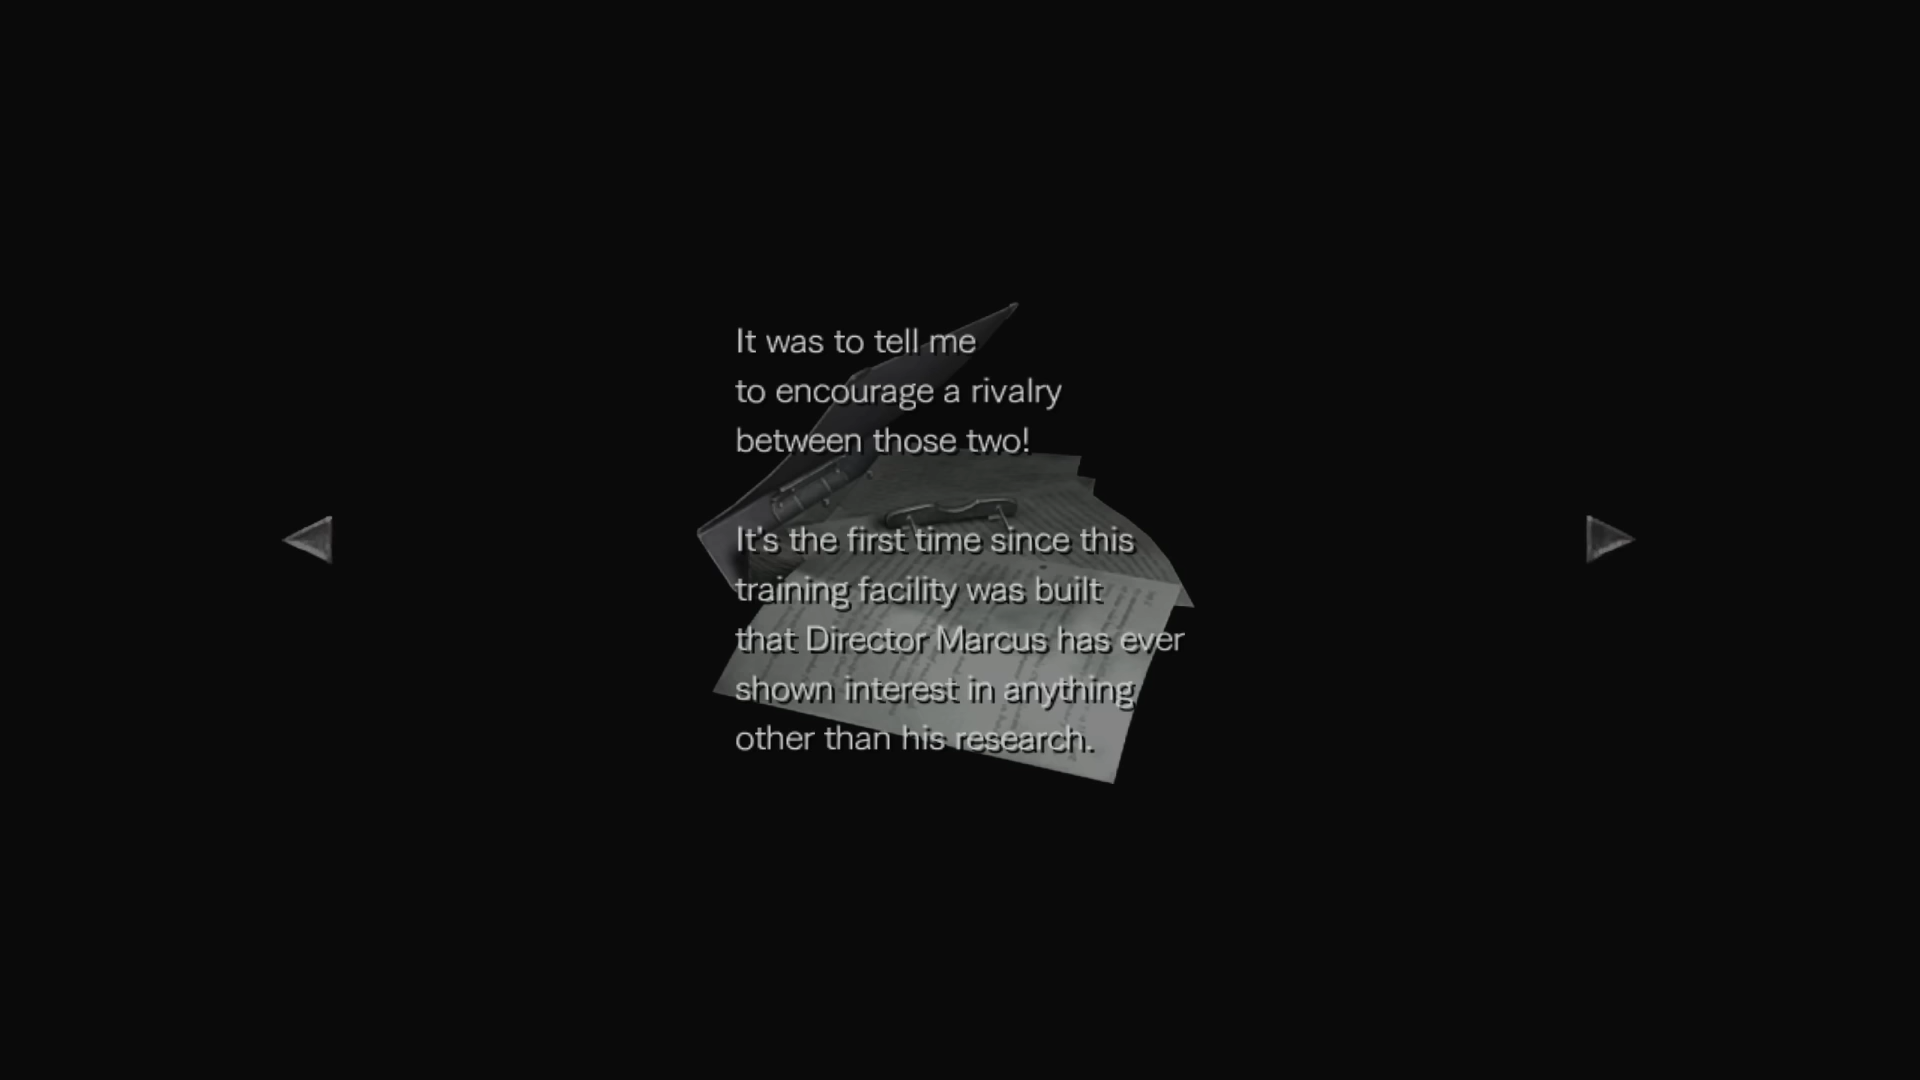 It was to tell me
to encourage a rivalry
between those two!
It's the first time since this
training facility was built
that Director Marcus has ever
shown interest in anything
other than his research.